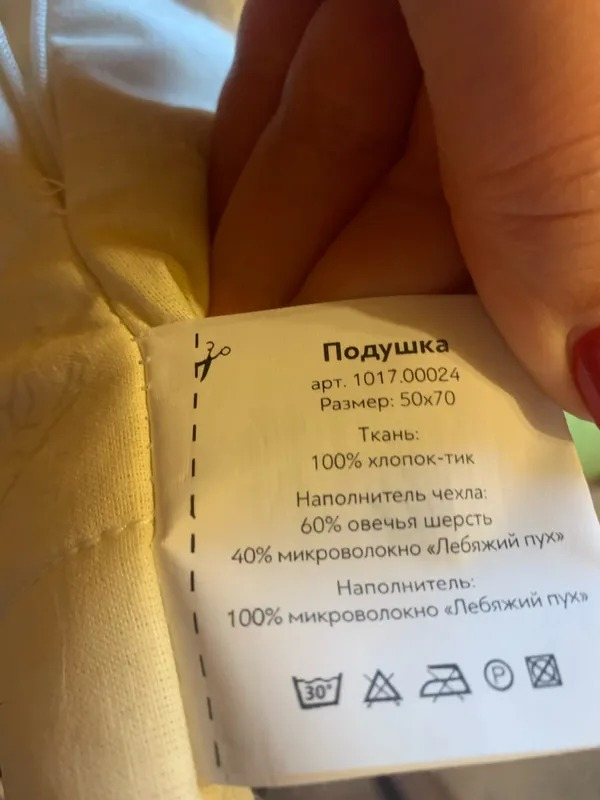 Подушка
арт. 1017.00024
Размер: 50х70
Ткань:
100% хлопок-тик
Наполнитель чехла:
60% овечья шерсть
40% микроволокно «Лебяжий пух»
Наполнитель:
100% микроволокно «Лебяжий пух»
30°
P